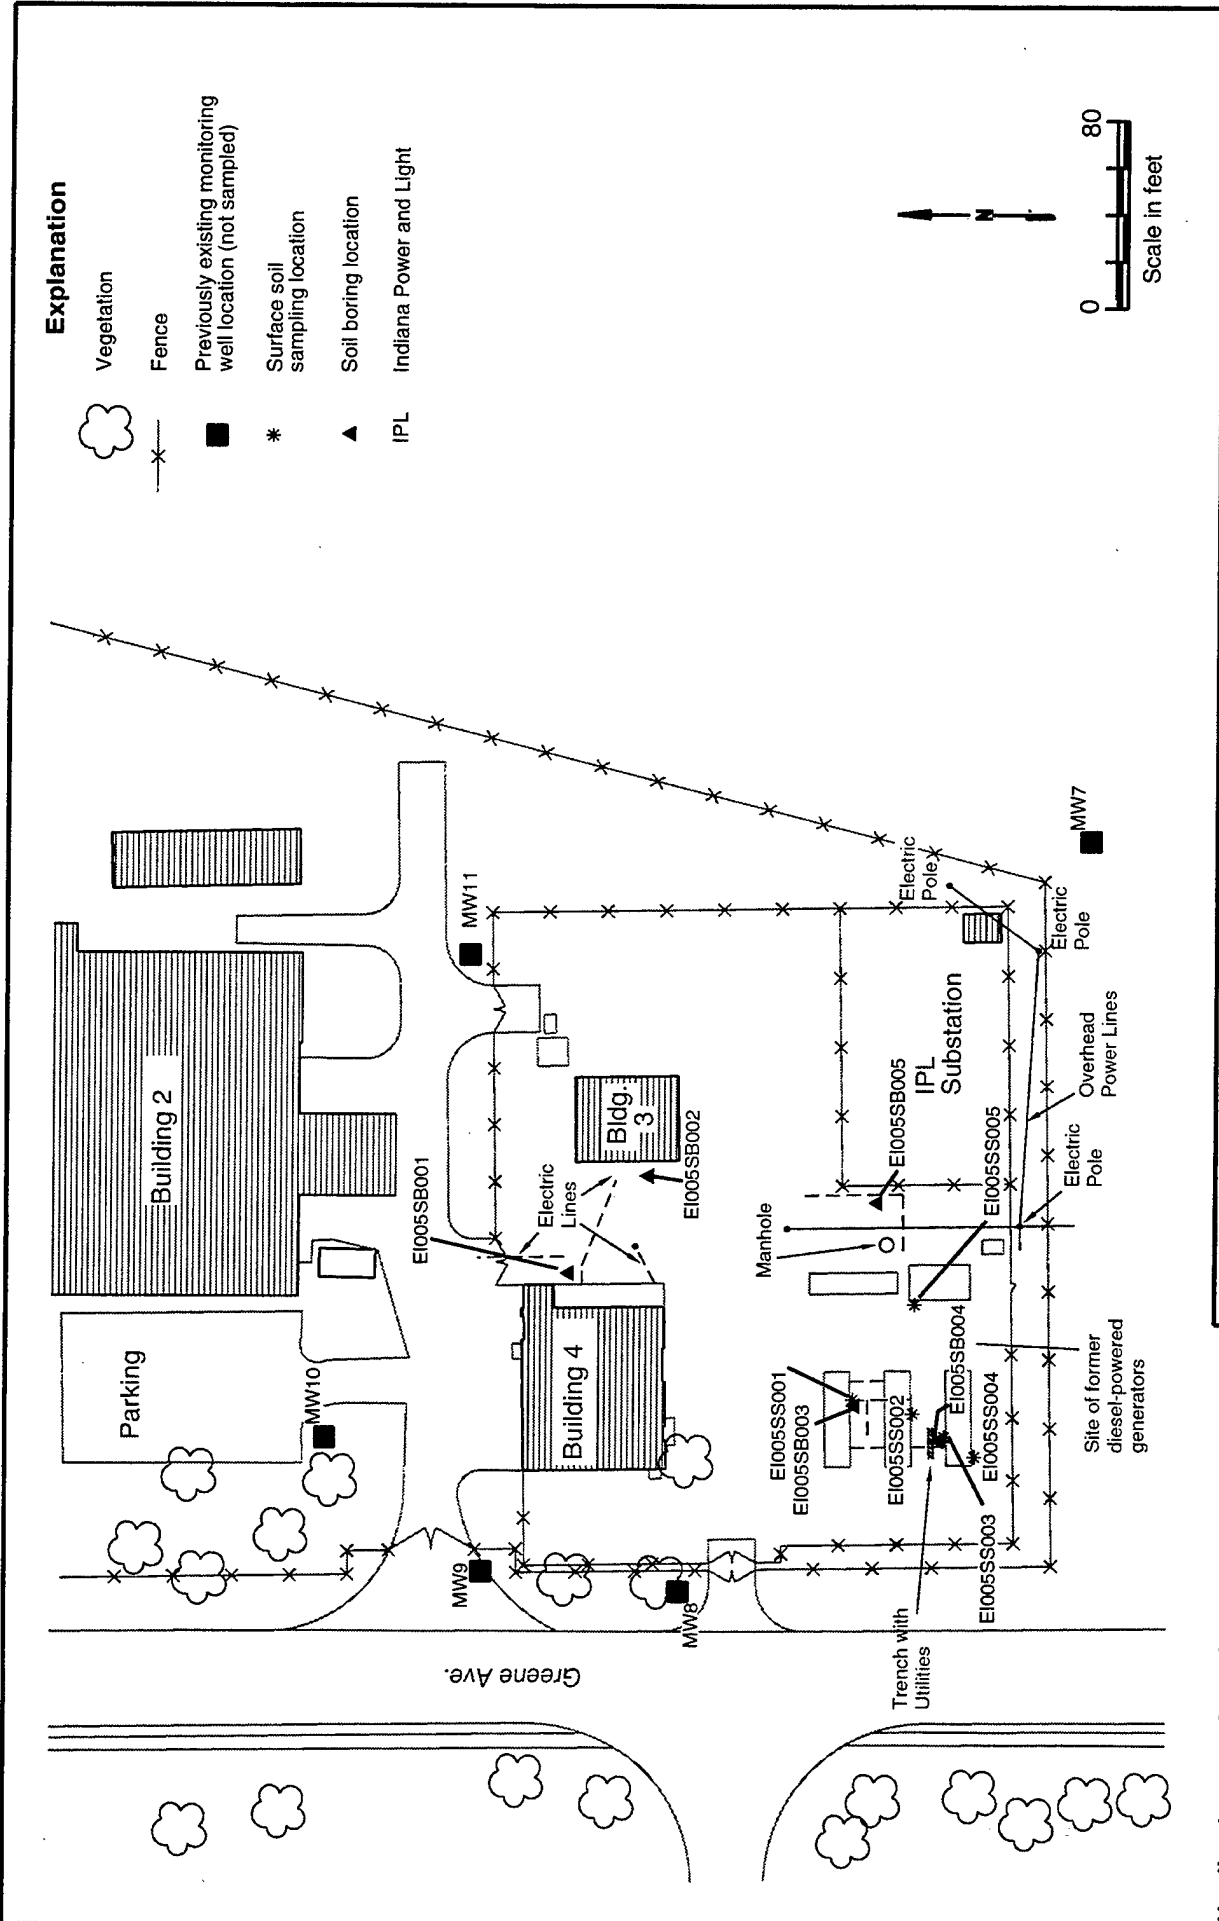 Explanation
Vegetation
Fence
Previously existing monitoring
well location (not sampled)
Surface soil
sampling location
Soil boring location
IPL
Indiana Power and Light
N
0
80
Scale in feet
Building 2
Parking
MW10
MW11
EI005SB001
Electric
Lines
Bldg.
3
EI005SB002
Building 4
MW9
MW8
Greene Ave.
Manhole
EI005SB005
IPL
Substation
EI005SS005
Electric
Pole
Electric
Pole
MW7
Overhead
Power Lines
Electric
Pole
EI005SS001
EI005SB003
EI005SS002
EI005SB004
EI005SS004
EI005SS003
Trench with
Utilities
Site of former
diesel-powered
generators